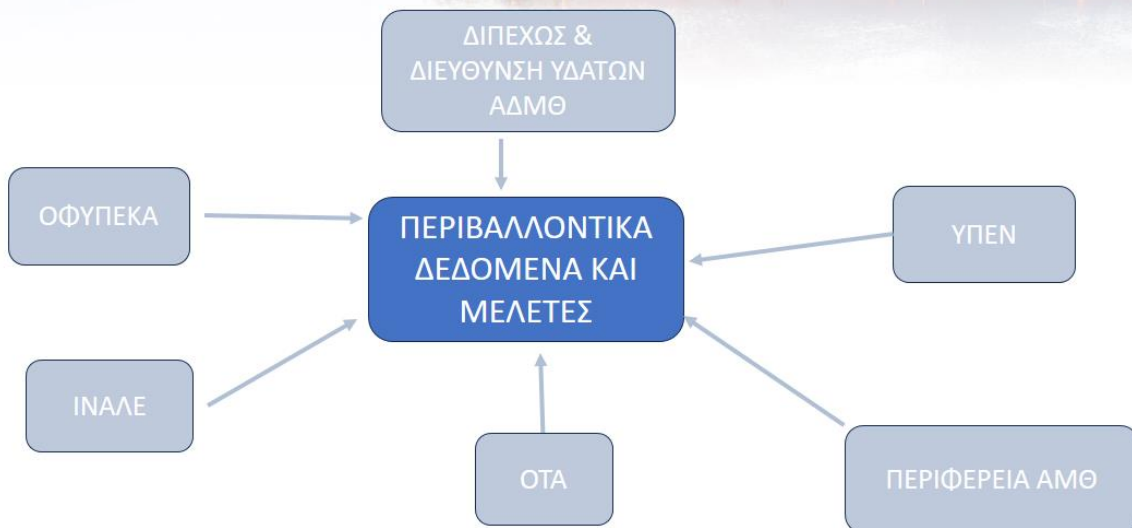 ΔΙΠΕΧΩΣ &
ΔΙΕΥΘΥΝΣΗ ΥΔΑΤΩΝ
ΑΔΜΘ
ΟΦΥΠΕΚΑ
ΠΕΡΙΒΑΛΛΟΝΤΙΚΑ
ΔΕΔΟΜΕΝΑ ΚΑΙ
ΜΕΛΕΤΕΣ
ΥΠΕΝ
ΙΝΑΛΕ
ΟΤΑ
ΠΕΡΙΦΕΡΕΙΑ ΑΜΘ